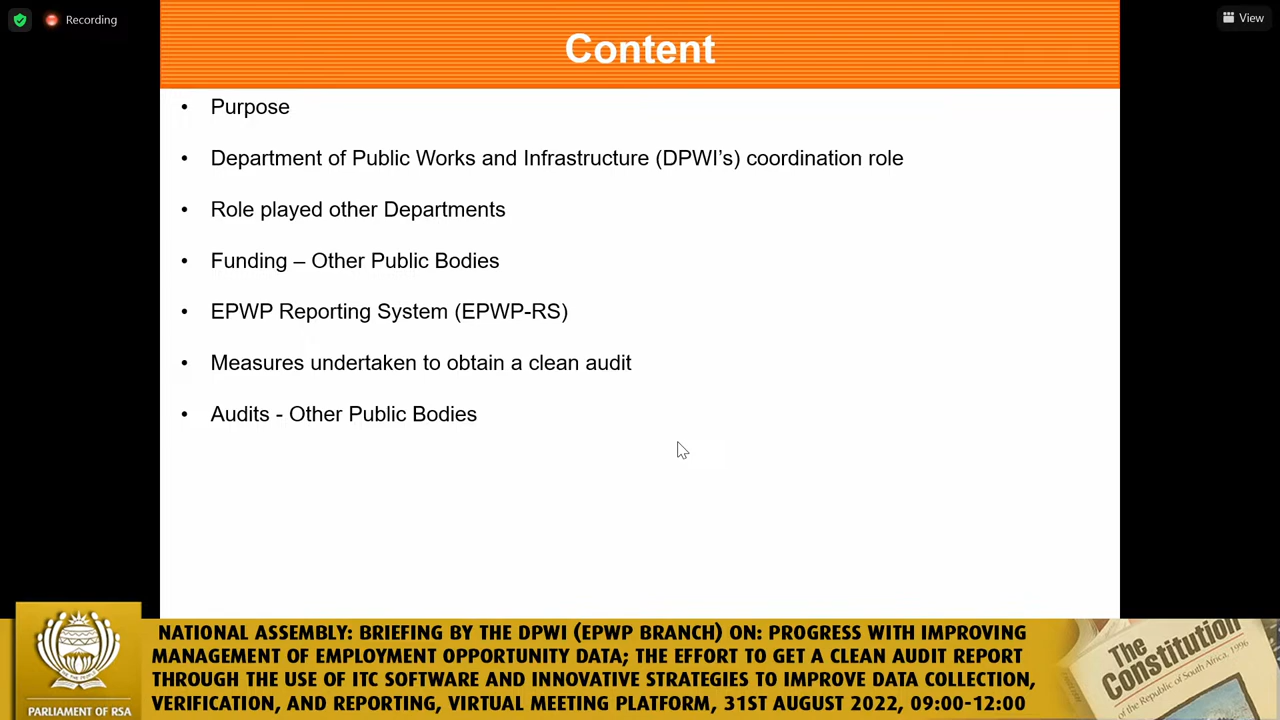 Recording
View
Content
• Purpose
• Department of Public Works and Infrastructure (DPWI’s) coordination role
• Role played other Departments
• Funding – Other Public Bodies
• EPWP Reporting System (EPWP-RS)
• Measures undertaken to obtain a clean audit
• Audits - Other Public Bodies
NATIONAL ASSEMBLY: BRIEFING BY THE DPWI (EPWP BRANCH) ON: PROGRESS WITH IMPROVING
MANAGEMENT OF EMPLOYMENT OPPORTUNITY DATA; THE EFFORT TO GET A CLEAN AUDIT REPORT
THROUGH THE USE OF ITC SOFTWARE AND INNOVATIVE STRATEGIES TO IMPROVE DATA COLLECTION,
VERIFICATION, AND REPORTING, VIRTUAL MEETING PLATFORM, 31ST AUGUST 2022, 09:00-12:00
PARLIAMENT OF RSA
The
Constitution
of the Republic of South Africa, 1996